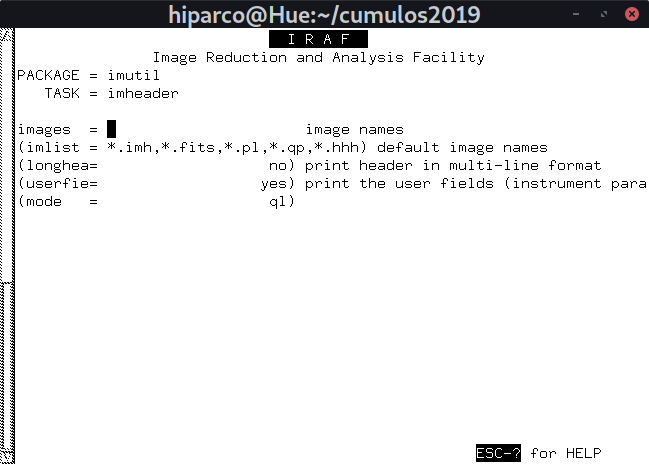 hiparco@Hue:~/cumulos2019
I R A F
Image Reduction and Analysis Facility
PACKAGE = imutil
TASK = imheader
images  =                       image names
(imlist = *.imh,*.fits,*.pl,*.qp,*.hhh) default image names
(longhea=                   no) print header in multi-line format
(userfie=                  yes) print the user fields (instrument para
(mode   =                   ql)
ESC-? for HELP